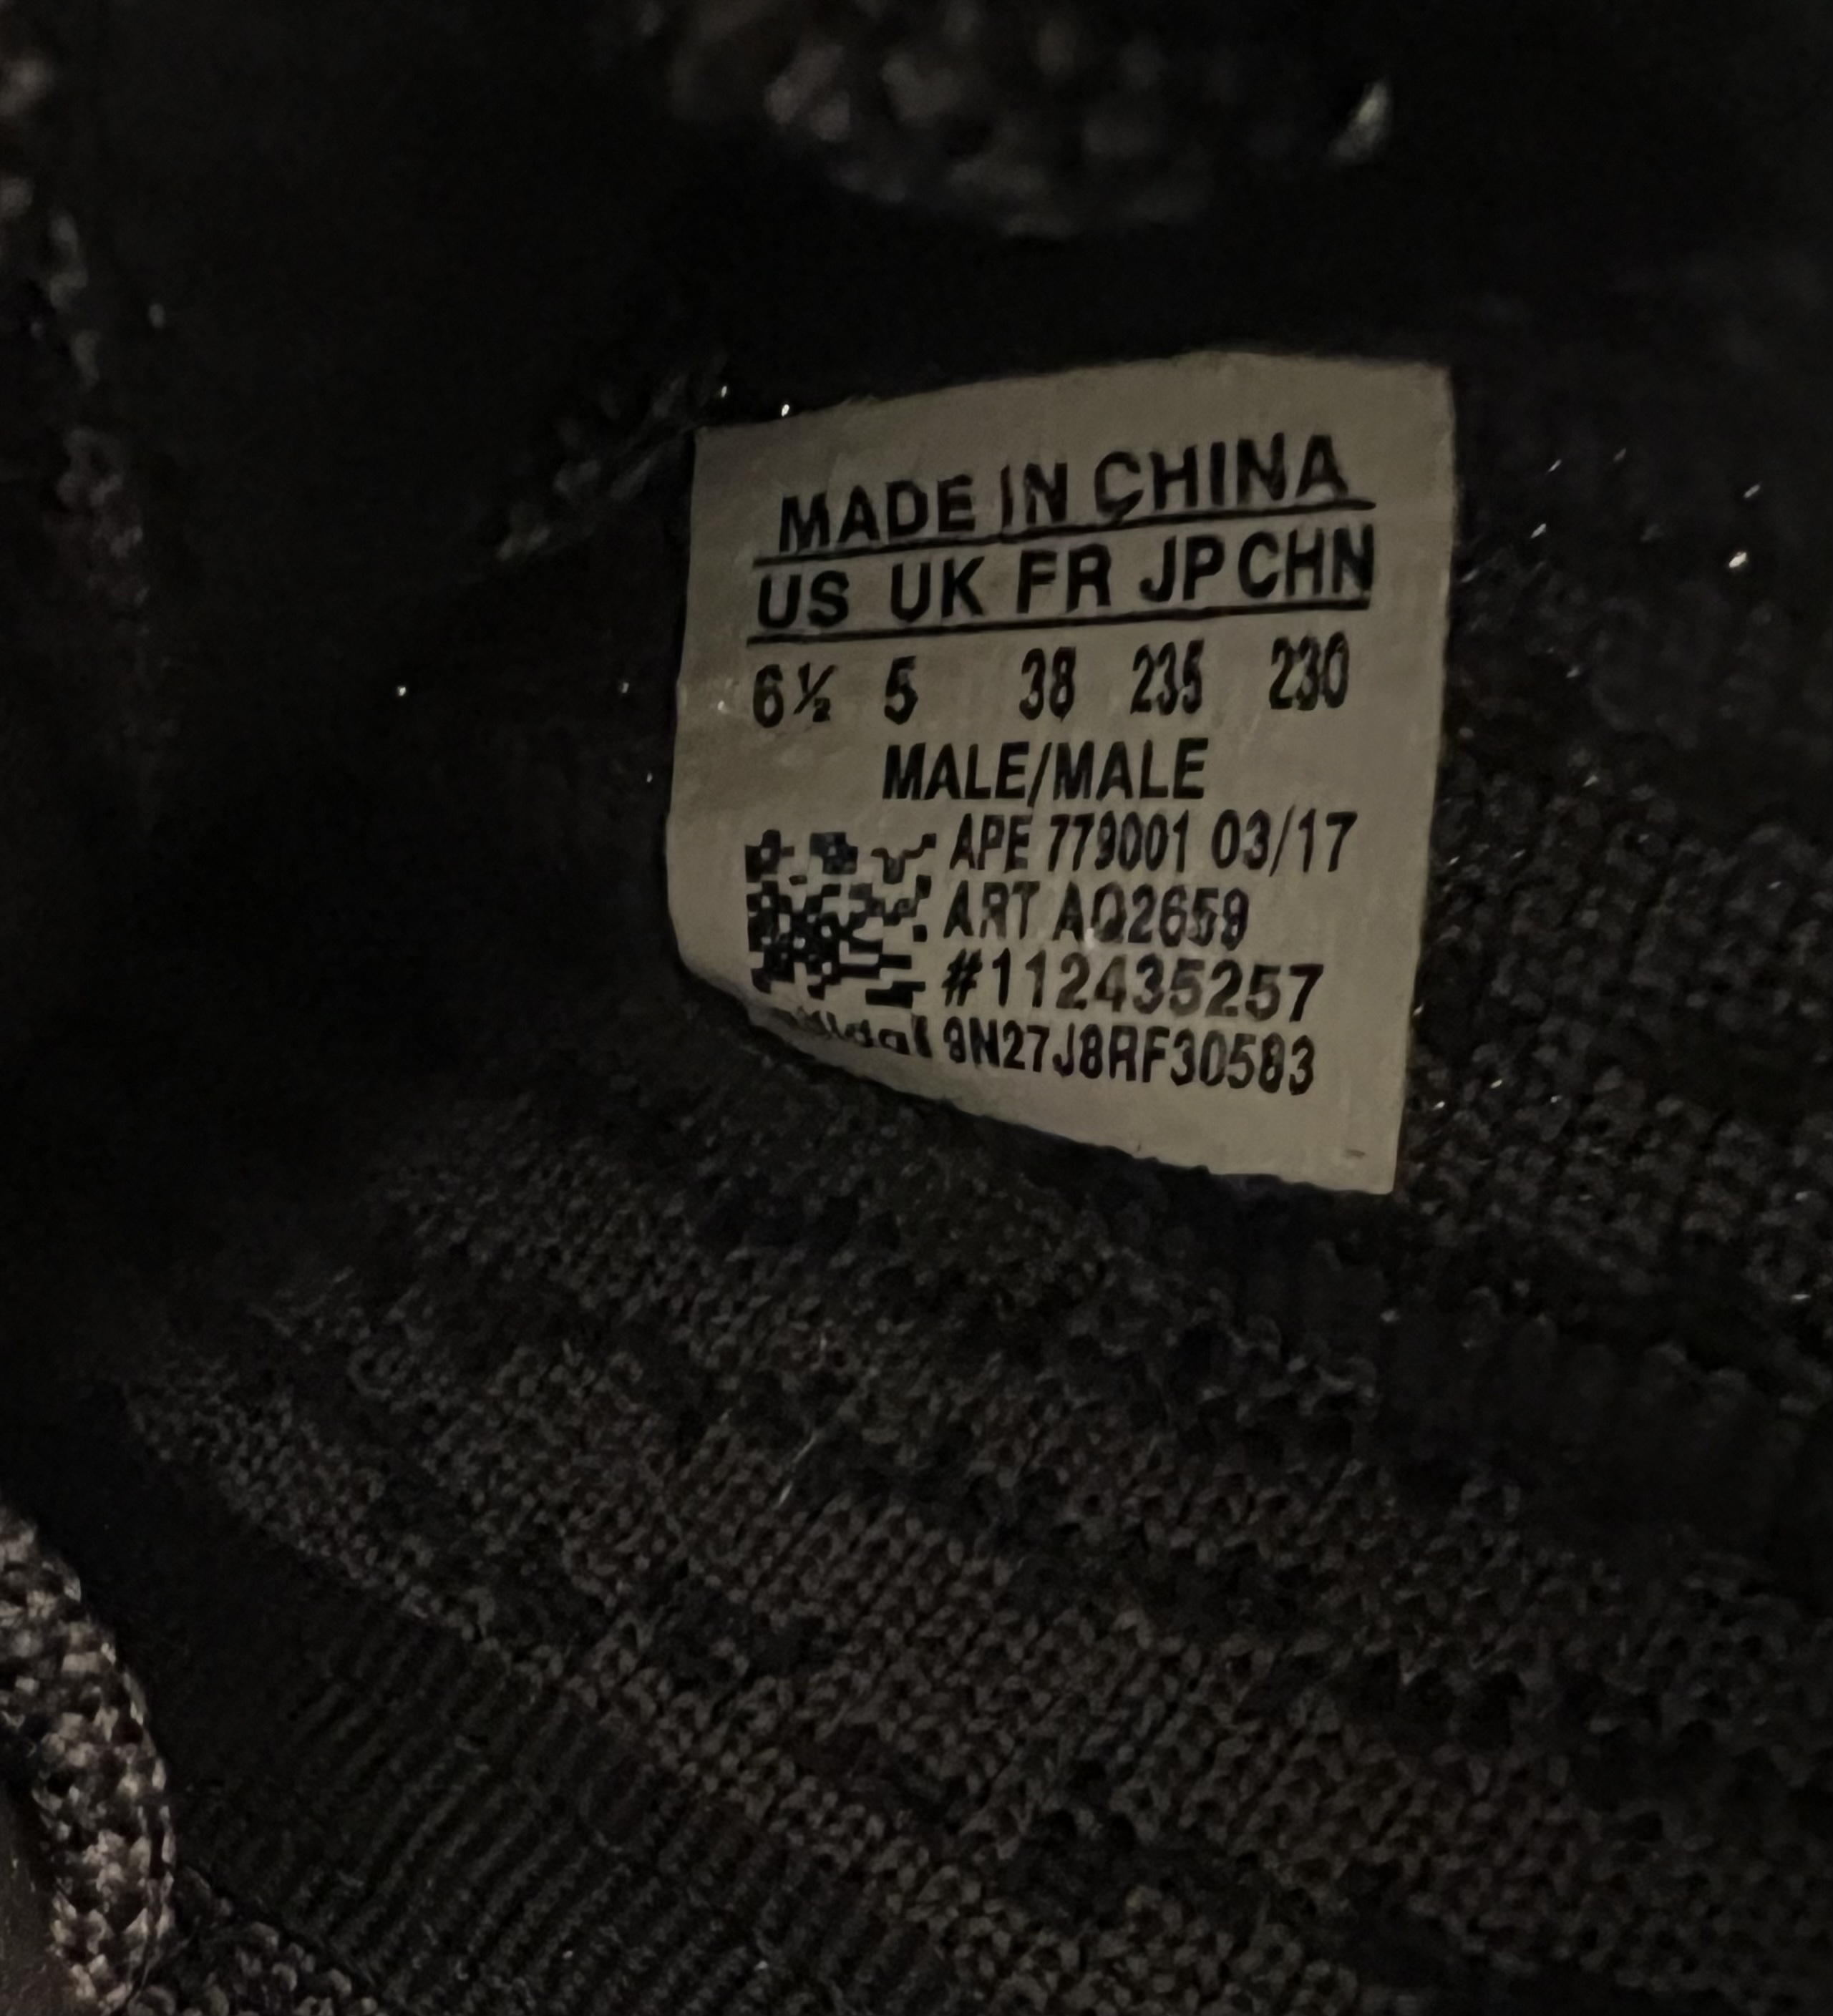 MADE IN CHINA
US UK FR JP CHN
6½ 5 38 235 230
MALE/MALE
APE 779001 03/17
ART AQ2659
#112435257
9N27J8RF30583